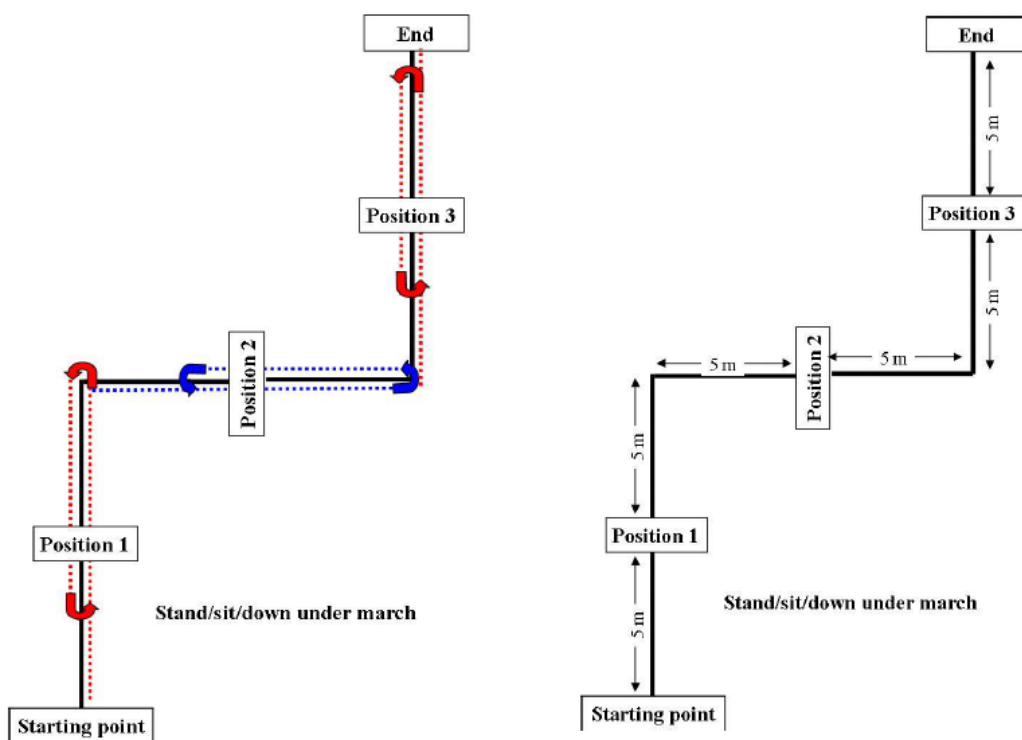 End
Position 3
Position 2
Position 1
Stand/sit/down under march
Starting point
End
5 m
Position 3
5 m
5 m
Position 2
5 m
5 m
Position 1
5 m
Stand/sit/down under march
Starting point